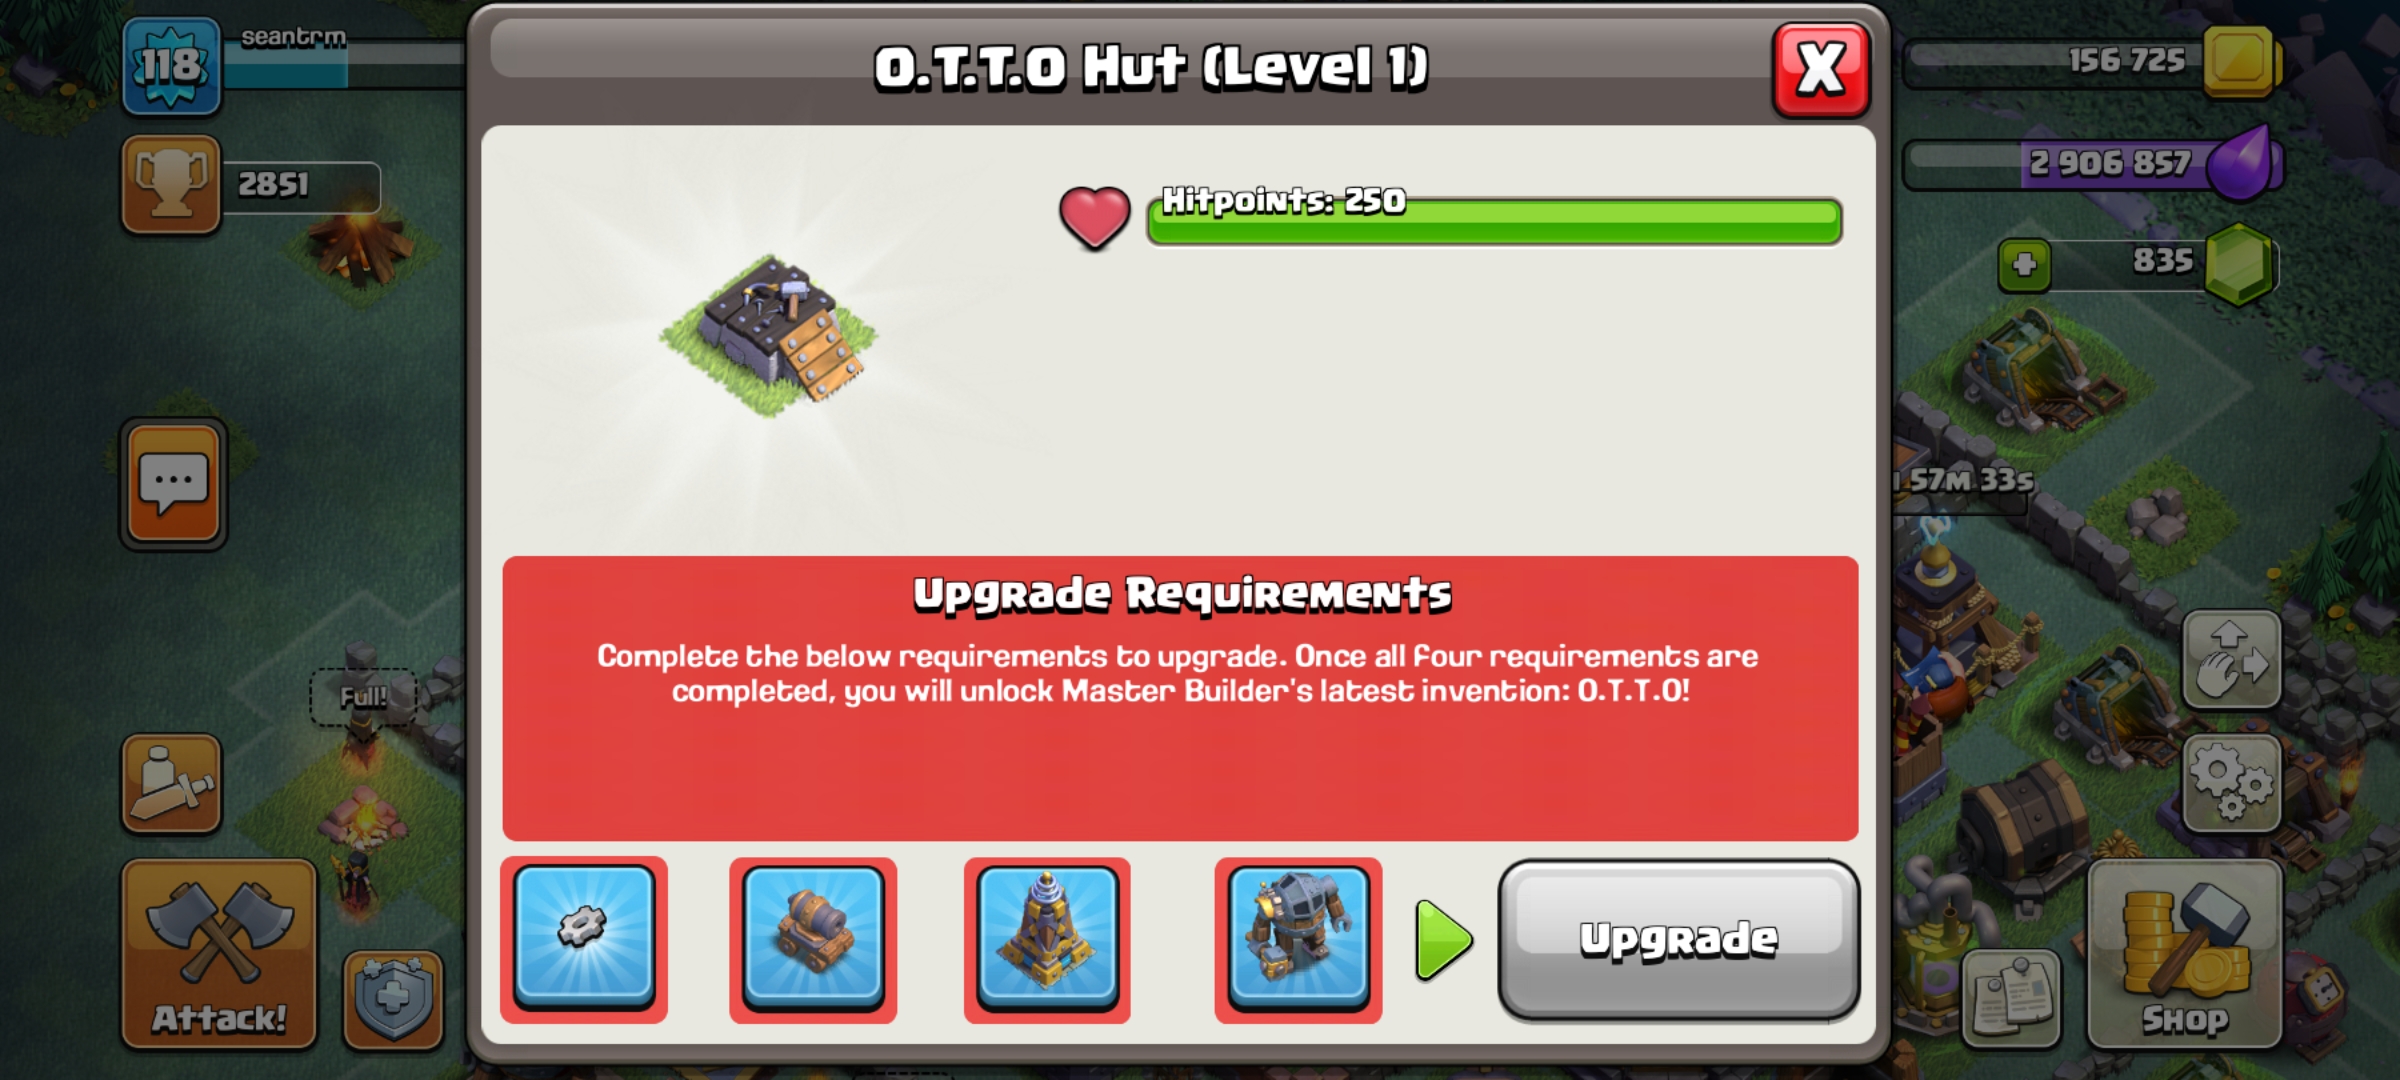 118
seantrm
O.T.T.O Hut (Level 1)
X
156 725
2851
Hitpoints: 250
2 906 857
835
57M 33s
Upgrade Requirements
Complete the below requirements to upgrade. Once all four requirements are
completed, you will unlock Master Builder's latest invention: O.T.T.O!
Full!
Upgrade
Attack!
Shop